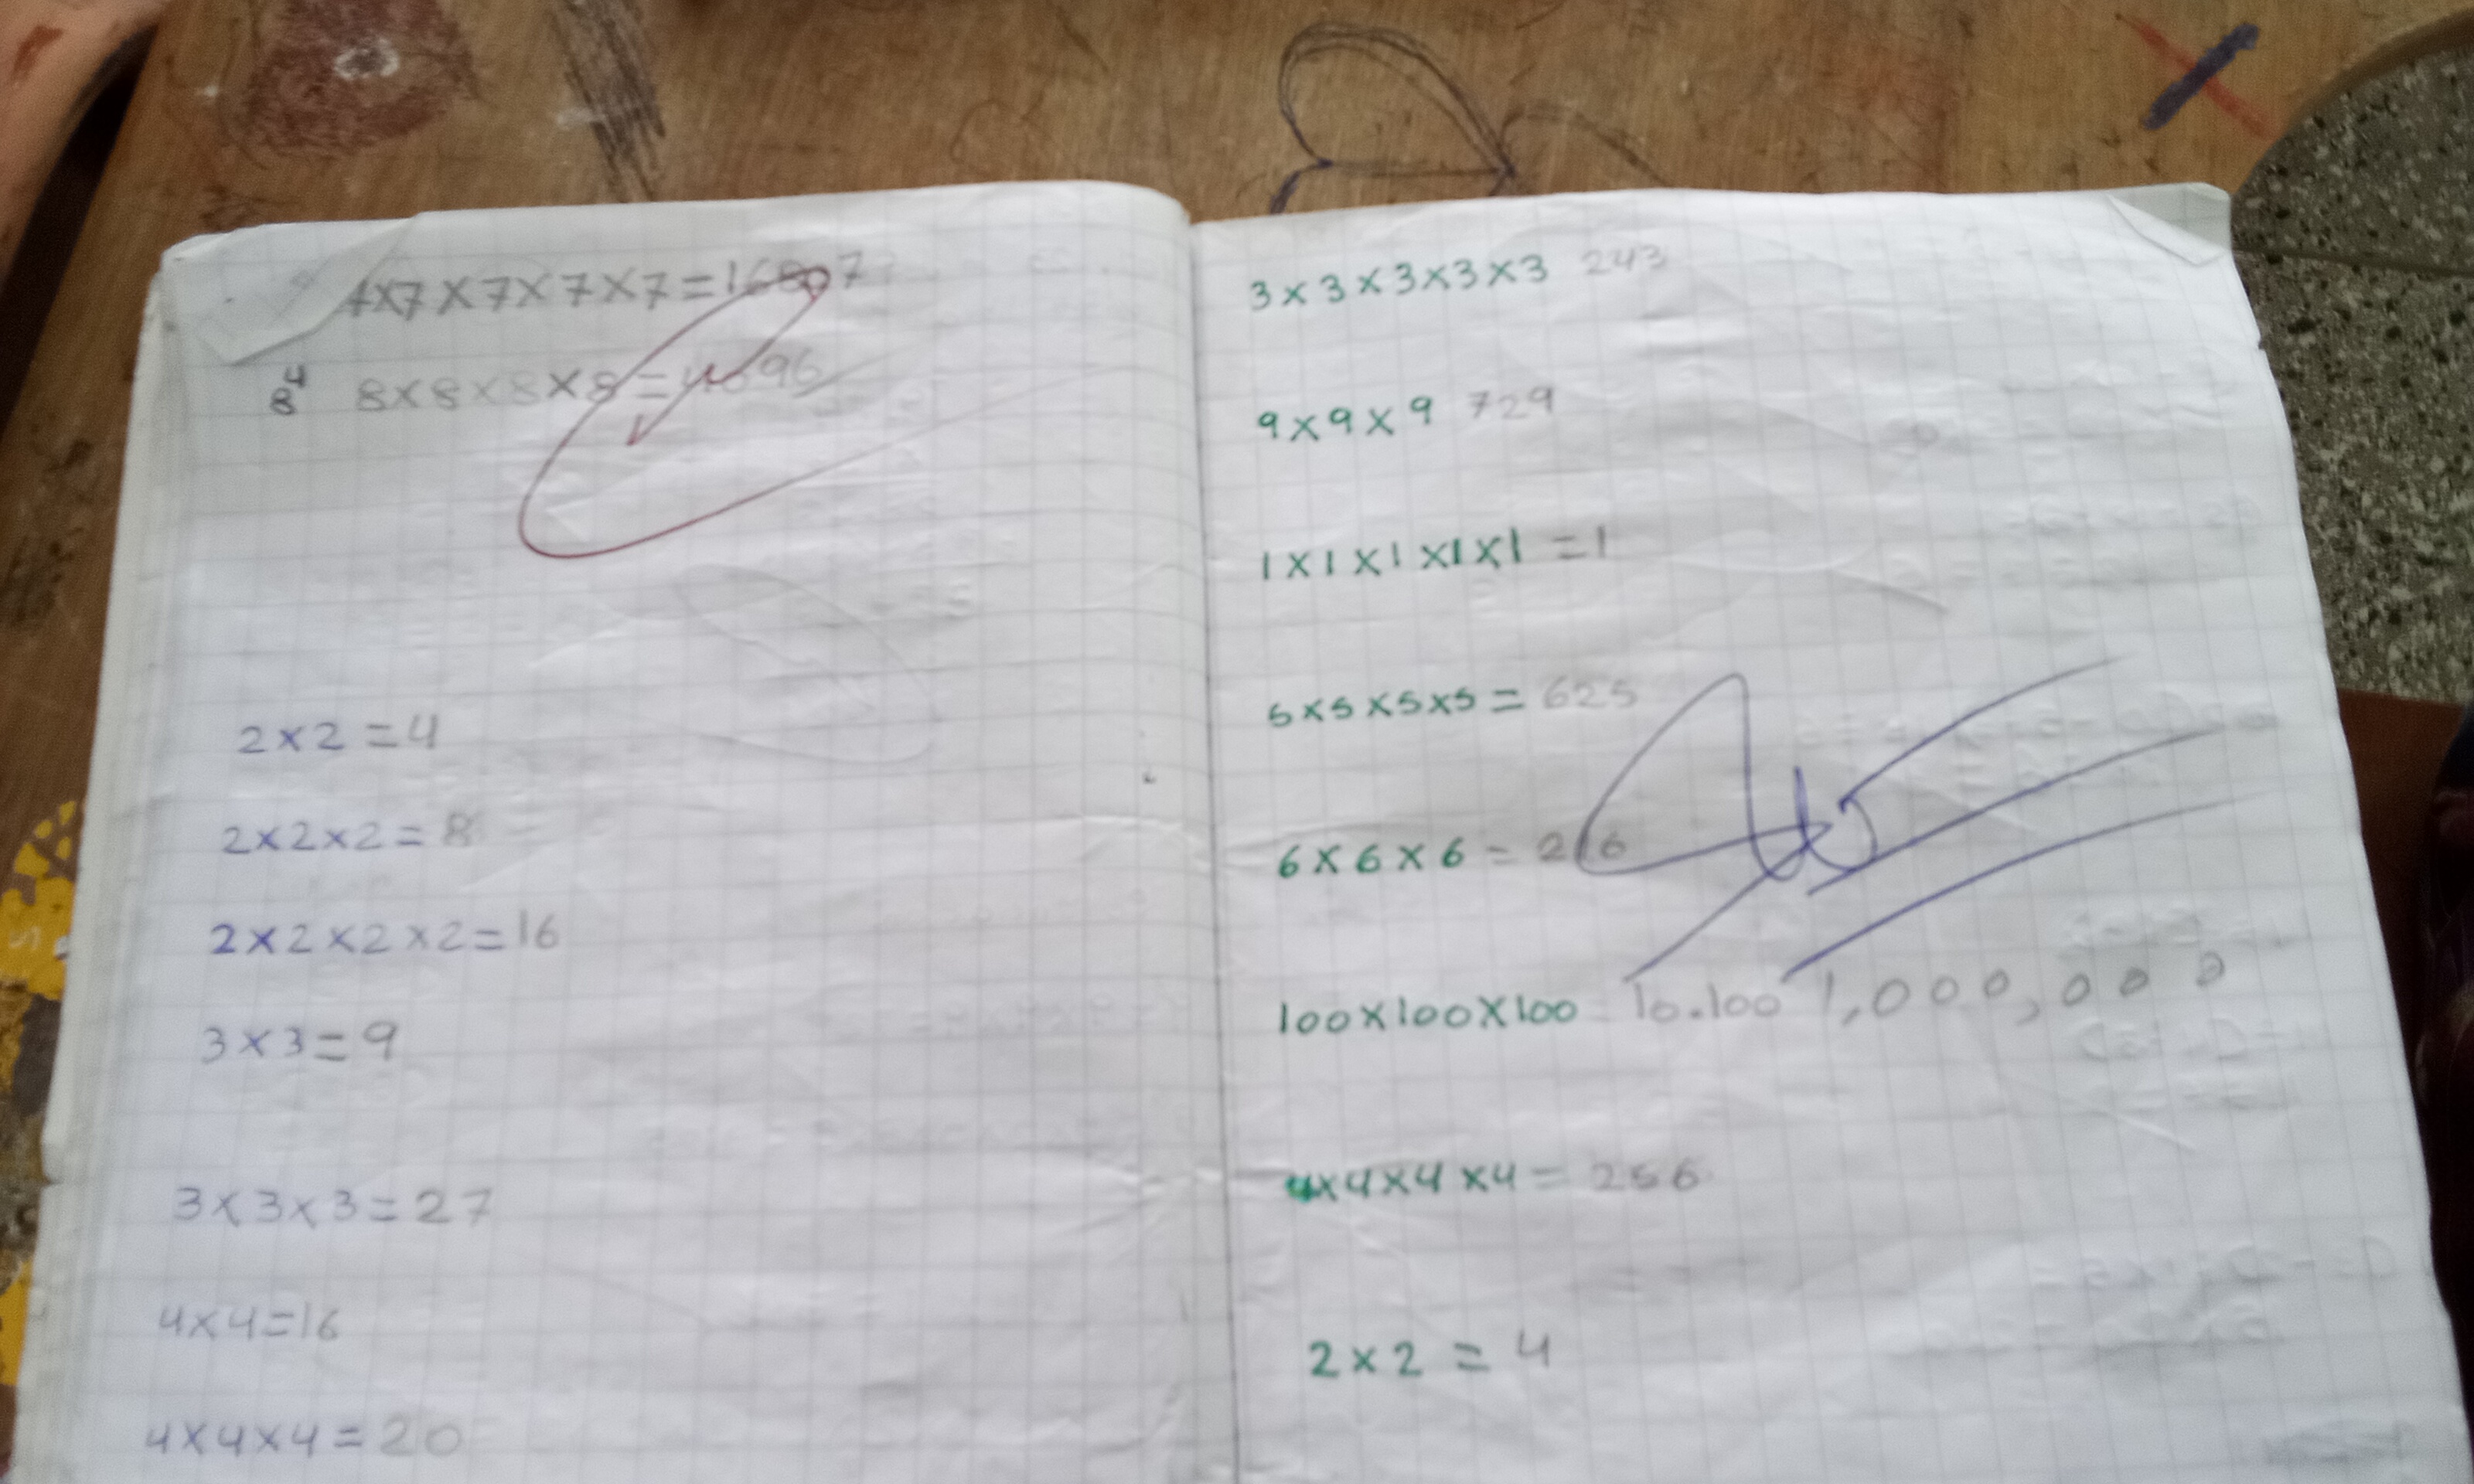 7x7x7x7x7=16807
8⁴ 8x8x8x8=4096
2x2=4
2x2x2=8
2x2x2x2=16
3x3=9
3x3x3=27
4x4=16
4x4x4=20
3x3x3x3x3 243
9x9x9 729
1x1x1x1x1 =1
5x5x5x5= 625
6x6x6 = 216
100x100x100 = 10.100 1,000,000
4x4x4x4= 256
2x2 = 4